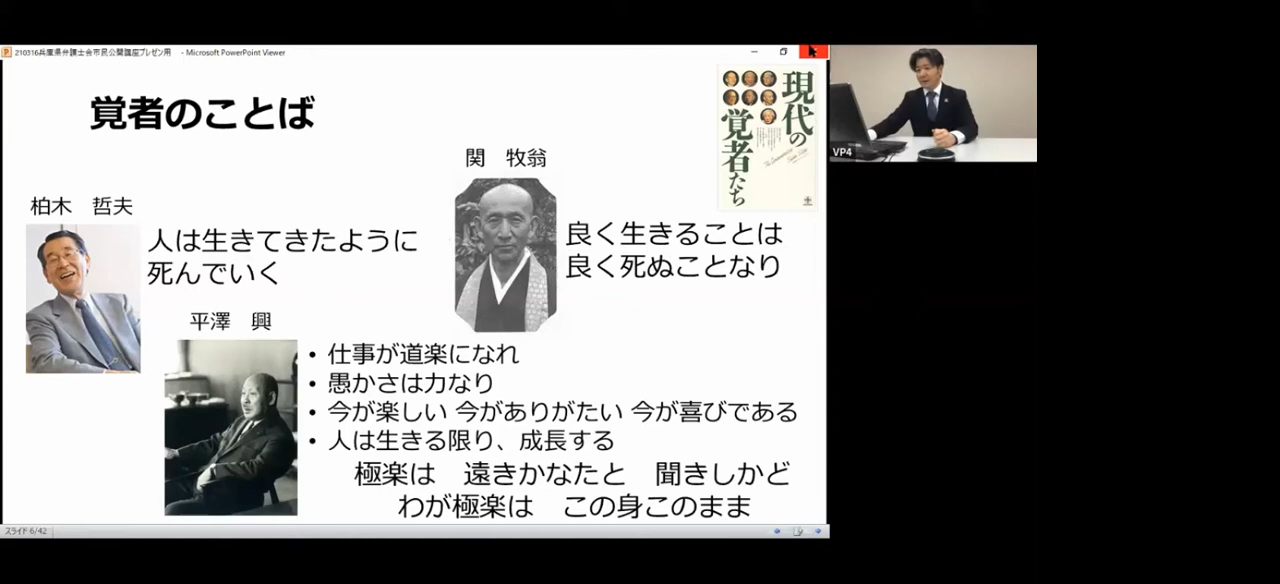 210316兵庫県弁護士会市民公開講座プレゼン用 - Microsoft PowerPoint Viewer
覚者のことば
現代の
覚者たち
VP4
関 牧翁
柏木 哲夫
人は生きてきたように
死んでいく
良く生きることは
良く死ぬことなり
平澤 興
• 仕事が道楽になれ
• 愚かさは力なり
• 今が楽しい 今がありがたい 今が喜びである
• 人は生きる限り、成長する
極楽は 遠きかなたと 聞きしかど
わが極楽は この身このまま
スライド 6/42